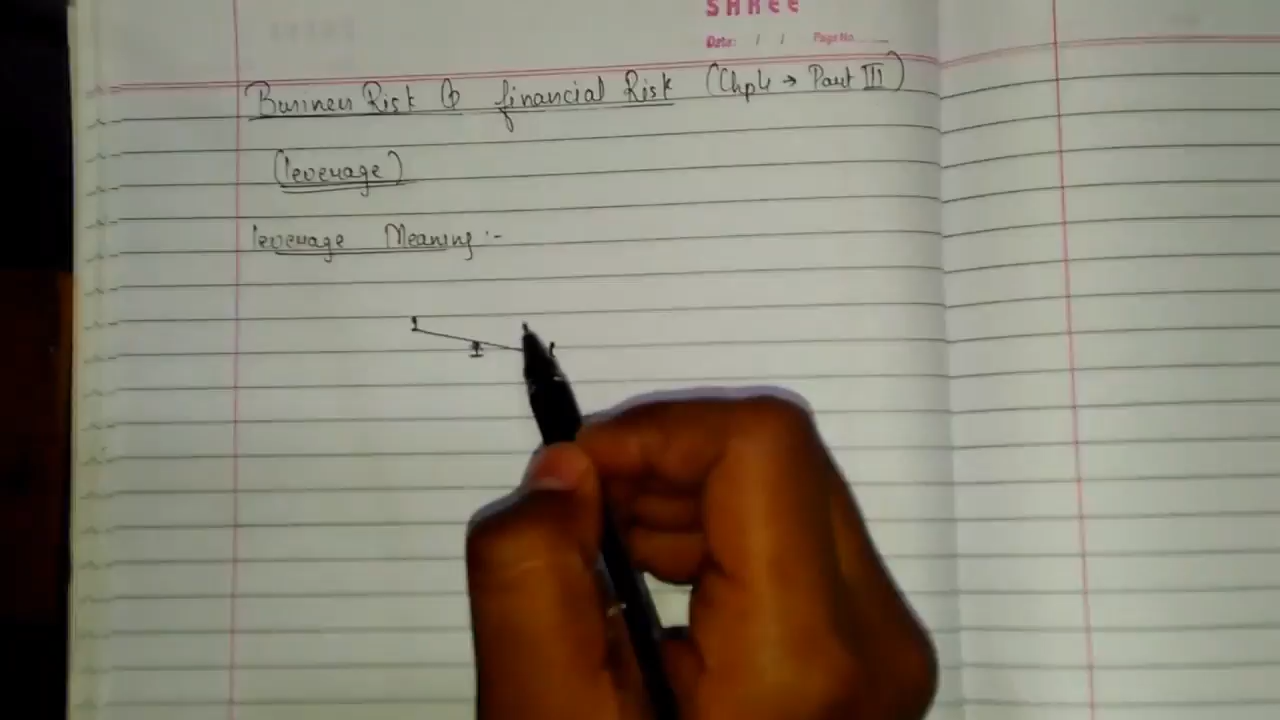 SHREE
Date: / / Page No.
Business Risk & financial Risk (Chp4 → Part III)
(leverage)
leverage Meaning :-